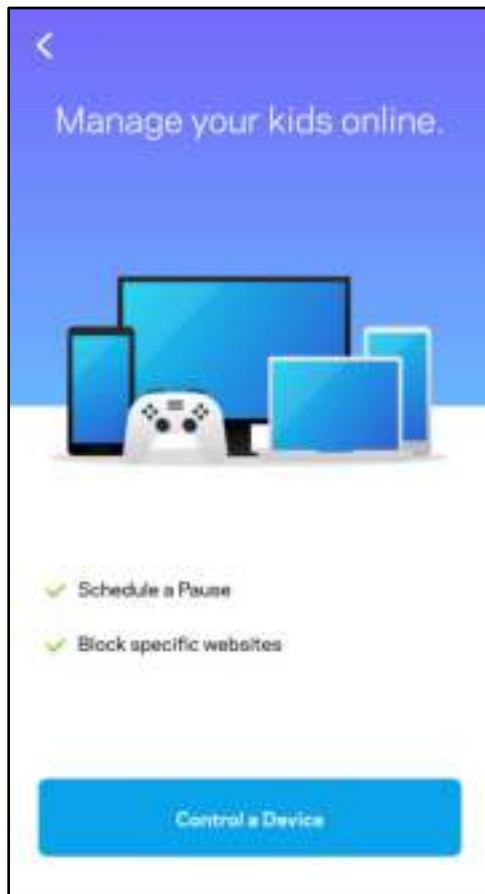 Manage your kids online.
Schedule a Pause
Block specific websites
Control a Device